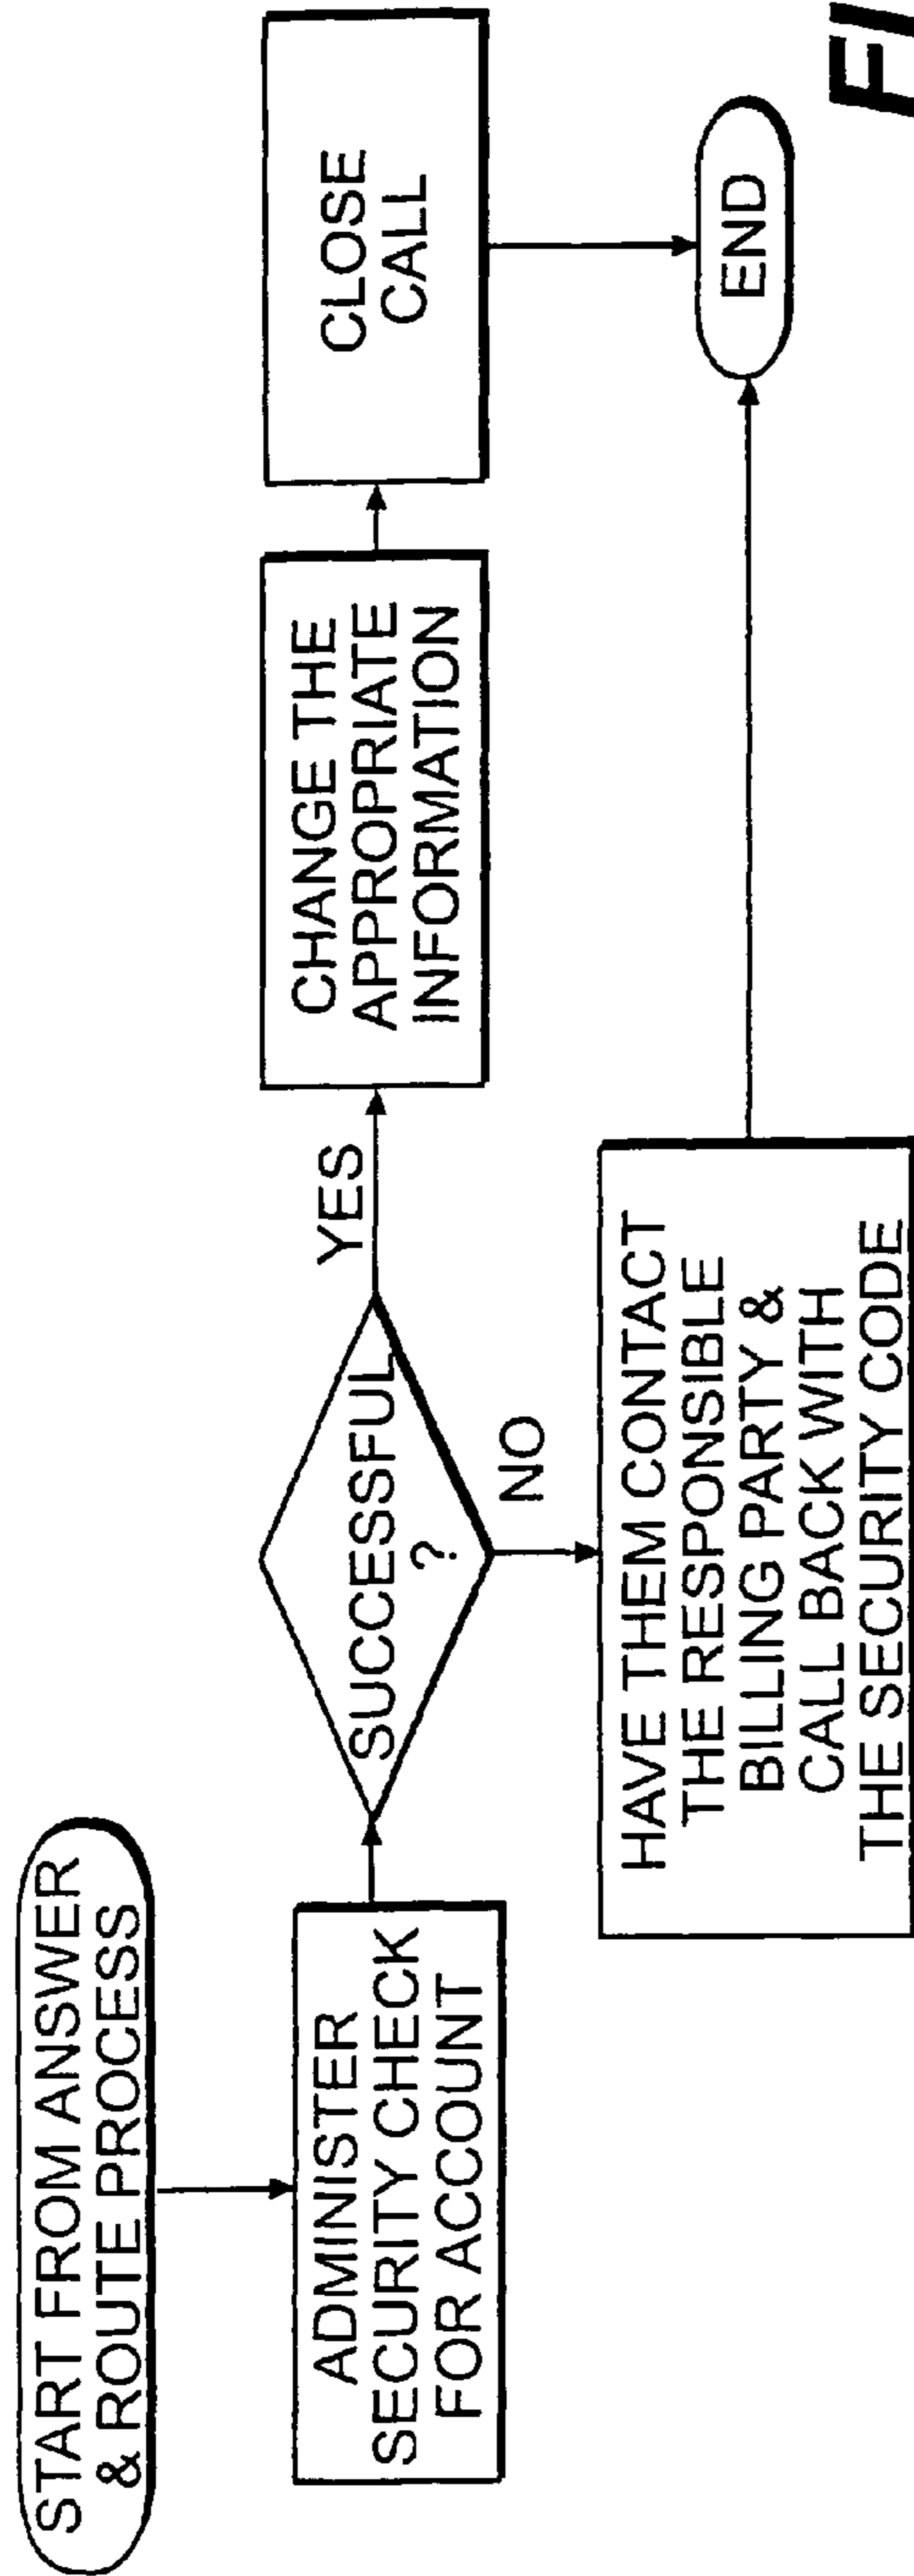 START FROM ANSWER
& ROUTE PROCESS
ADMINISTER
SECURITY CHECK
FOR ACCOUNT
SUCCESSFUL
?
YES
NO
CHANGE THE
APPROPRIATE
INFORMATION
CLOSE
CALL
HAVE THEM CONTACT
THE RESPONSIBLE
BILLING PARTY &
CALL BACK WITH
THE SECURITY CODE
END